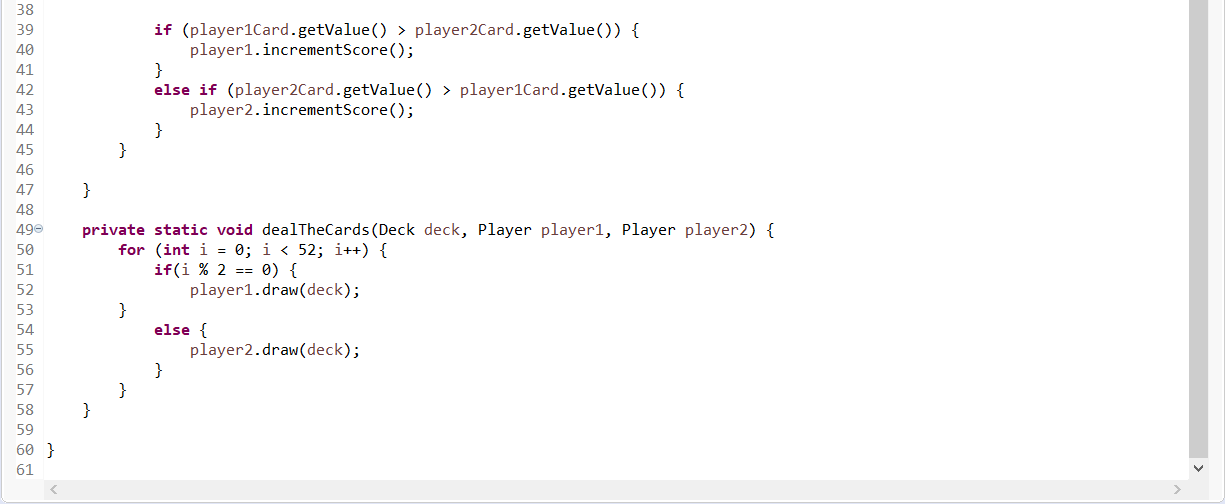 38
39             if (player1Card.getValue() > player2Card.getValue()) {
40                 player1.incrementScore();
41             }
42             else if (player2Card.getValue() > player1Card.getValue()) {
43                 player2.incrementScore();
44             }
45         }
46
47     }
48
49     private static void dealTheCards(Deck deck, Player player1, Player player2) {
50         for (int i = 0; i < 52; i++) {
51             if(i % 2 == 0) {
52                 player1.draw(deck);
53         }
54             else {
55                 player2.draw(deck);
56             }
57         }
58     }
59
60 }
61